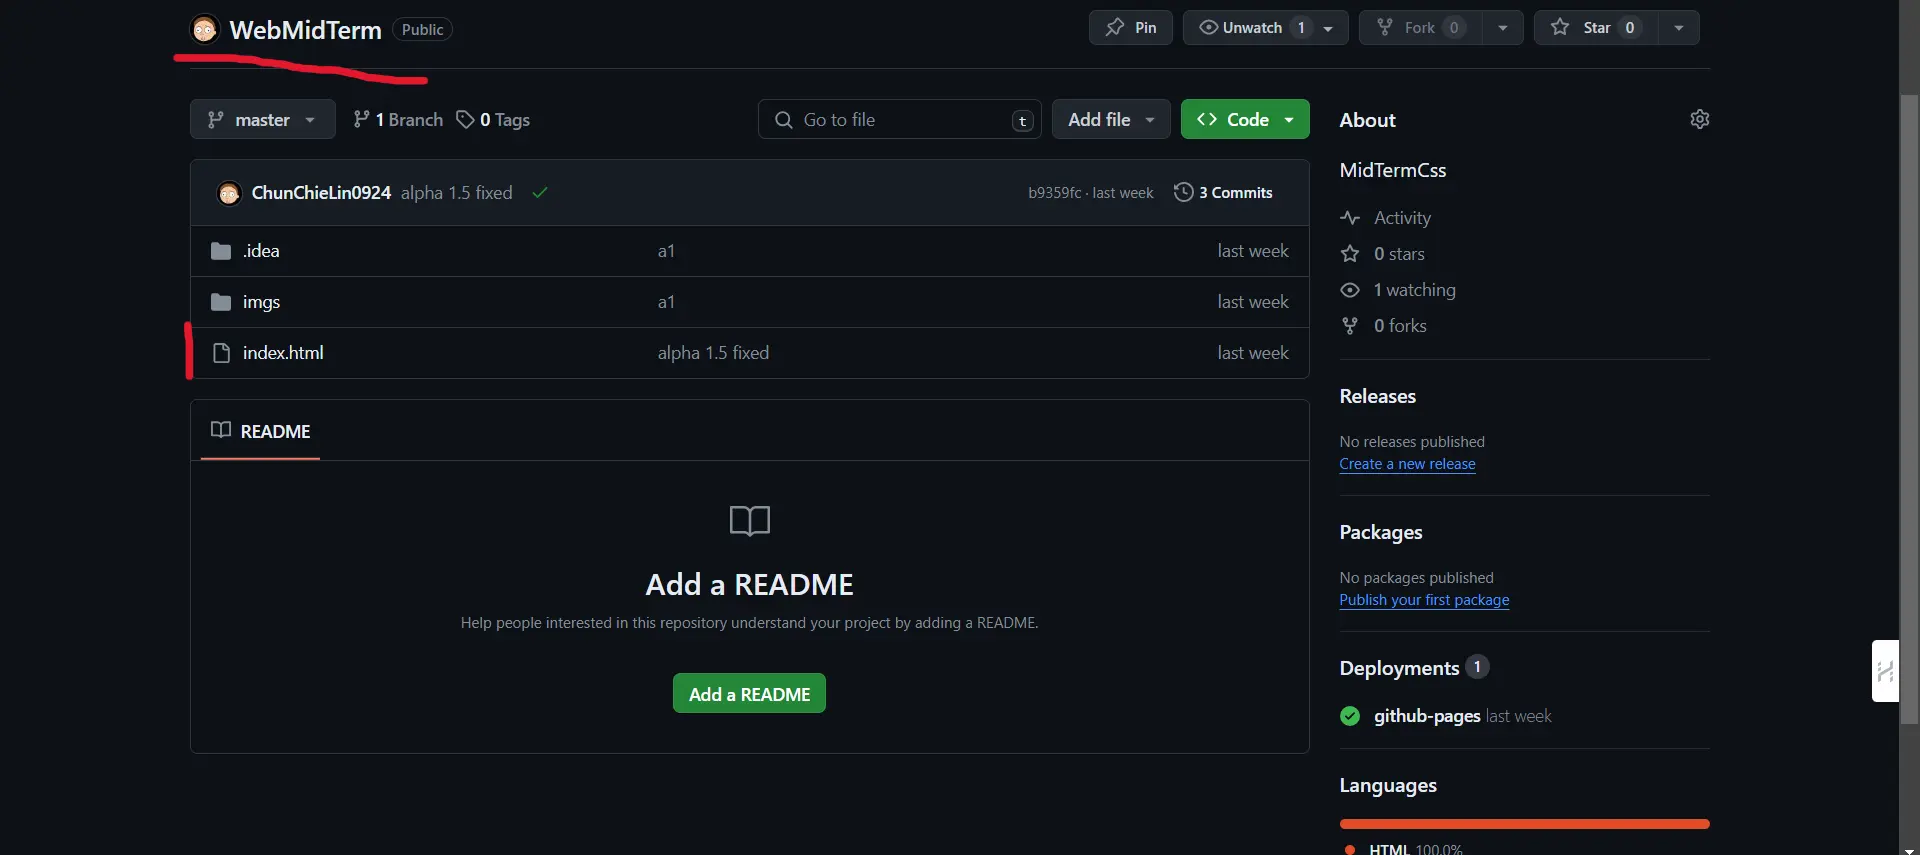 WebMidTerm Public
Pin Unwatch 1 Fork 0 Star 0
master 1 Branch 0 Tags Go to file t Add file Code
ChunChieLin0924 alpha 1.5 fixed b9359fc · last week 3 Commits
.idea a1 last week
imgs a1 last week
index.html alpha 1.5 fixed last week
README
Add a README
Help people interested in this repository understand your project by adding a README.
Add a README
About
MidTermCss
Activity
0 stars
1 watching
0 forks
Releases
No releases published
Create a new release
Packages
No packages published
Publish your first package
Deployments 1
github-pages last week
Languages
HTML 100.0%